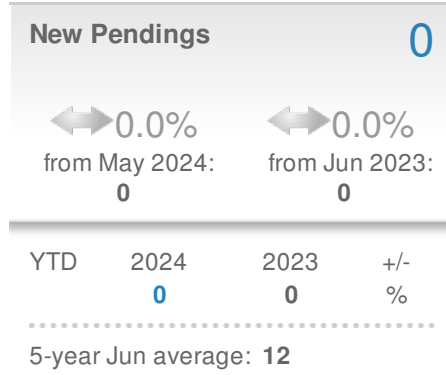 New Pendings 0
0.0% 0.0%
from May 2024: from Jun 2023:
0 0
YTD 2024 2023 +/-
0 0 %
5-year Jun average: 12